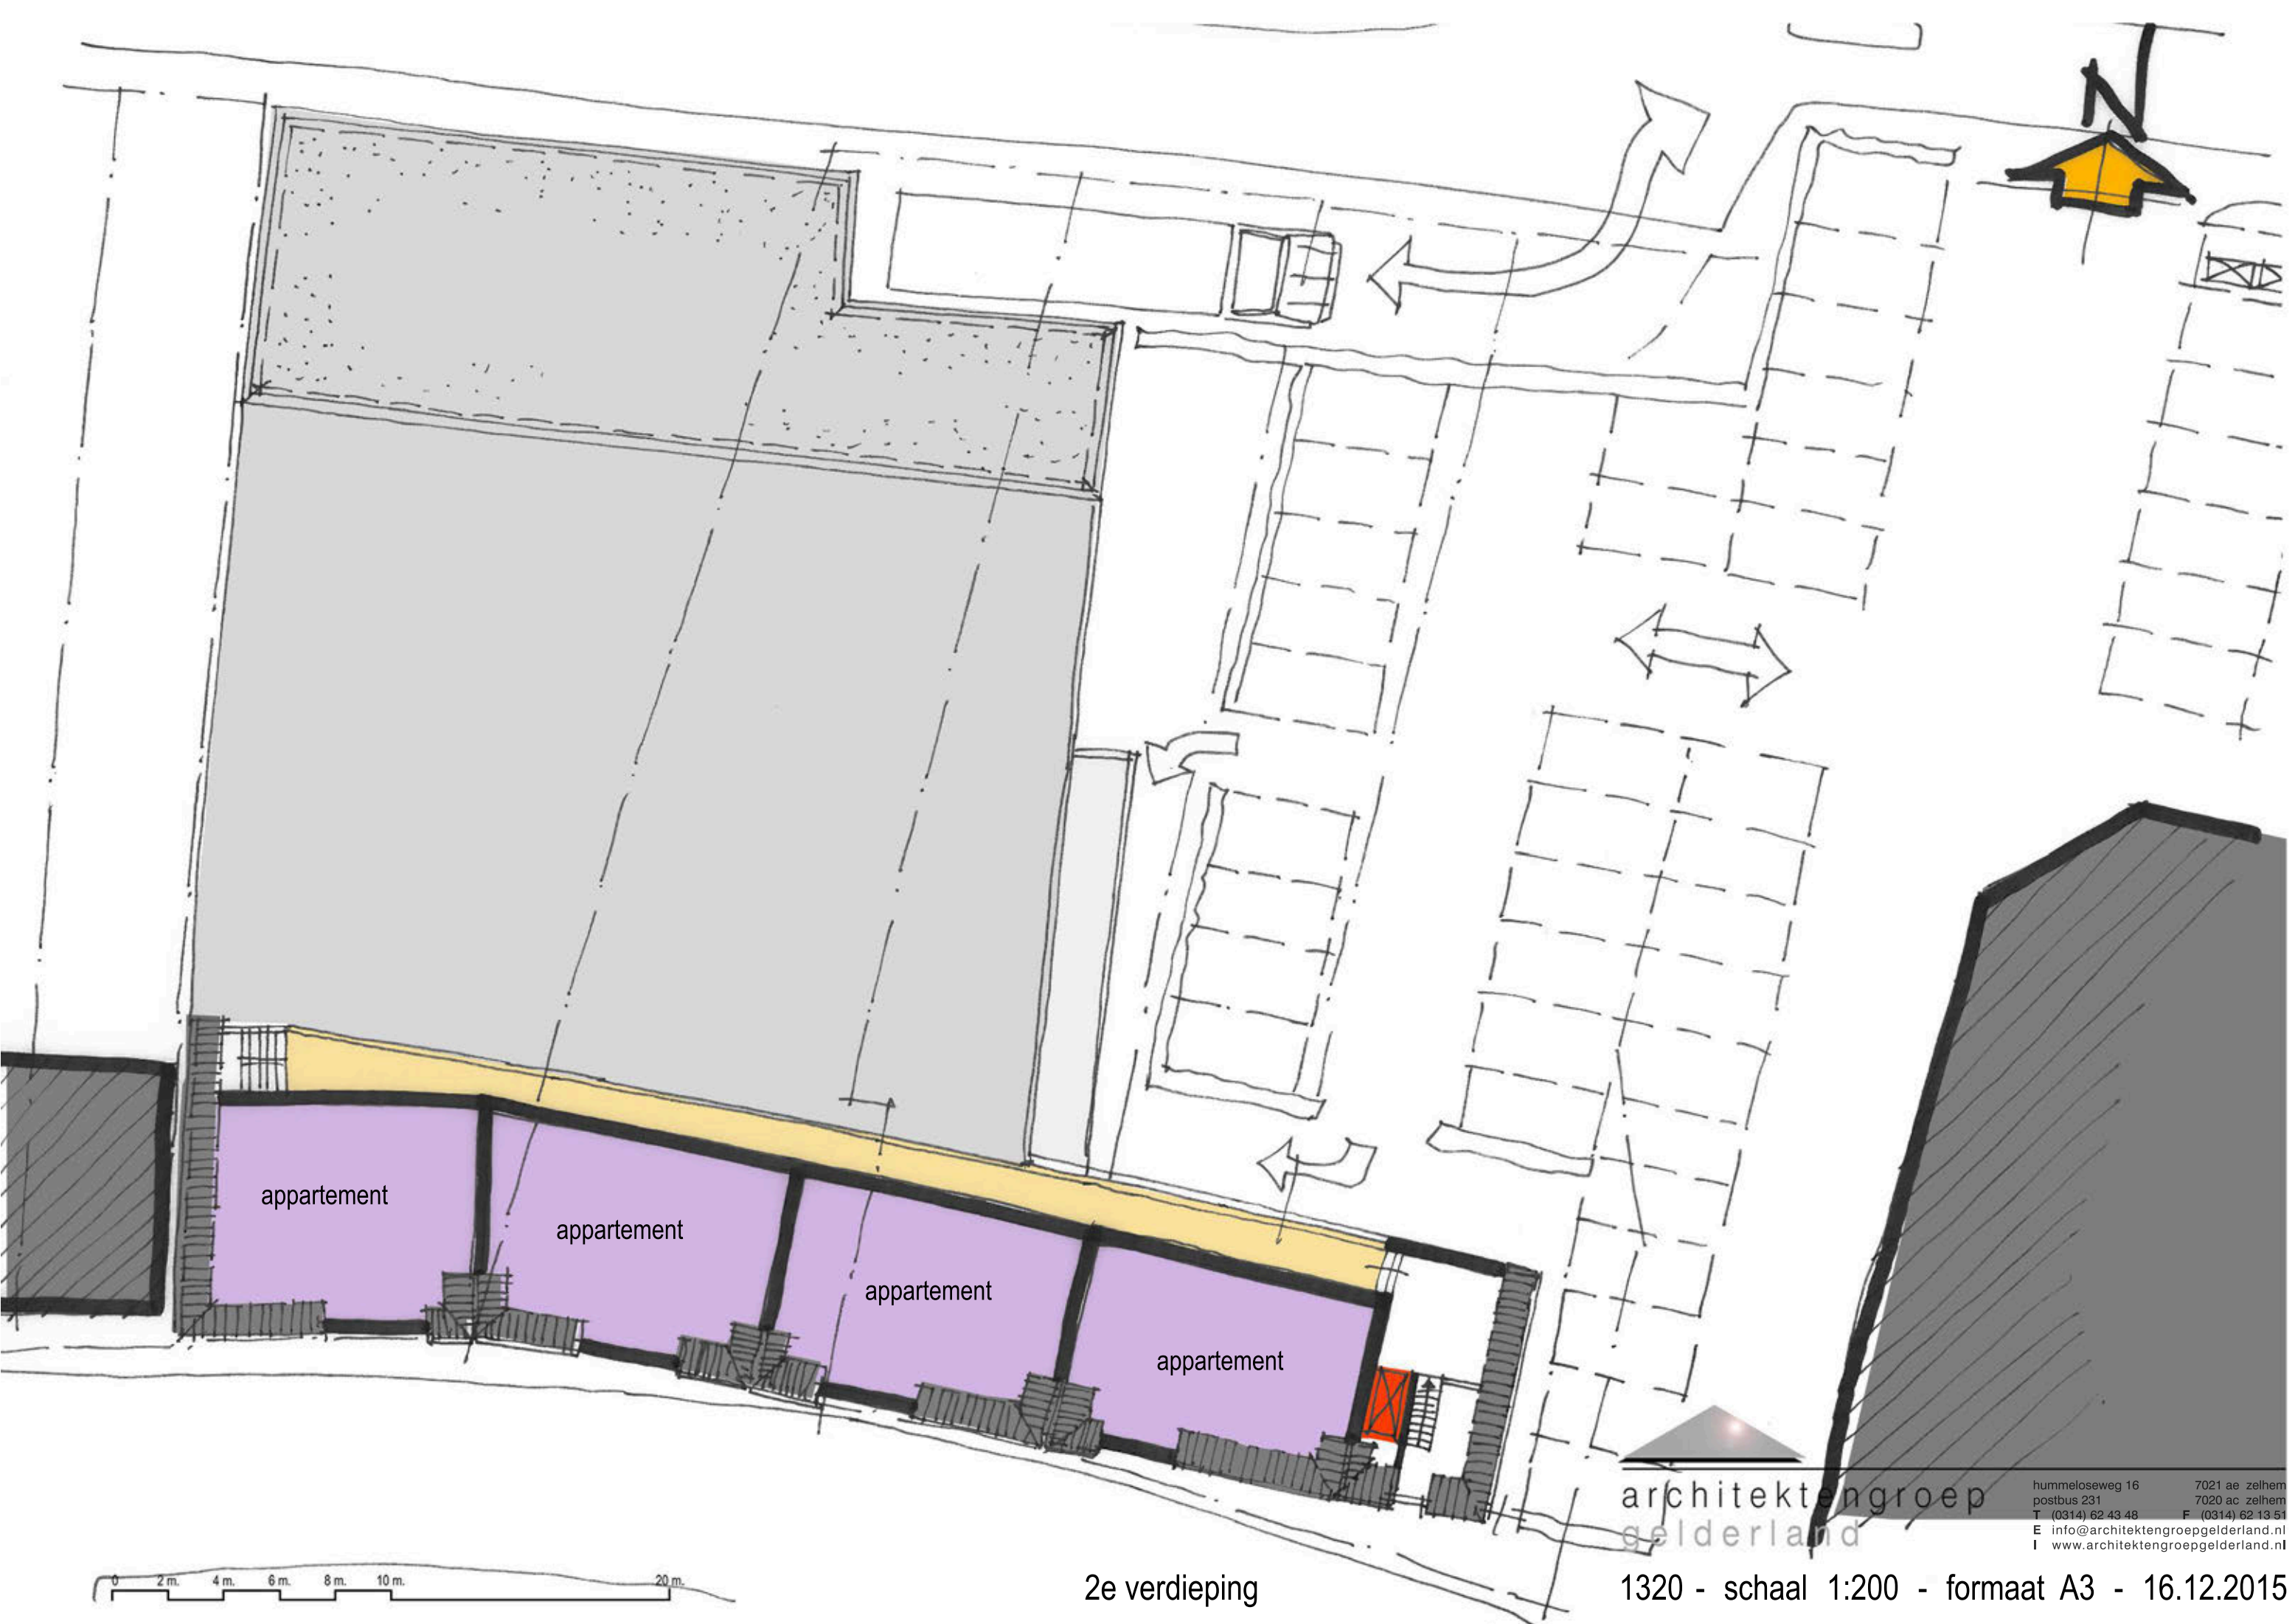 N
appartement
appartement
appartement
appartement
architektengroep
gelderland
hummeloseweg 16 7021 ae zelhem
postbus 231 7020 ac zelhem
T (0314) 62 43 48 F (0314) 62 13 51
E info@architektengroepgelderland.nl
I www.architektengroepgelderland.nl
0 2 m. 4 m. 6 m. 8 m. 10 m. 20 m.
2e verdieping
1320 - schaal 1:200 - formaat A3 - 16.12.2015